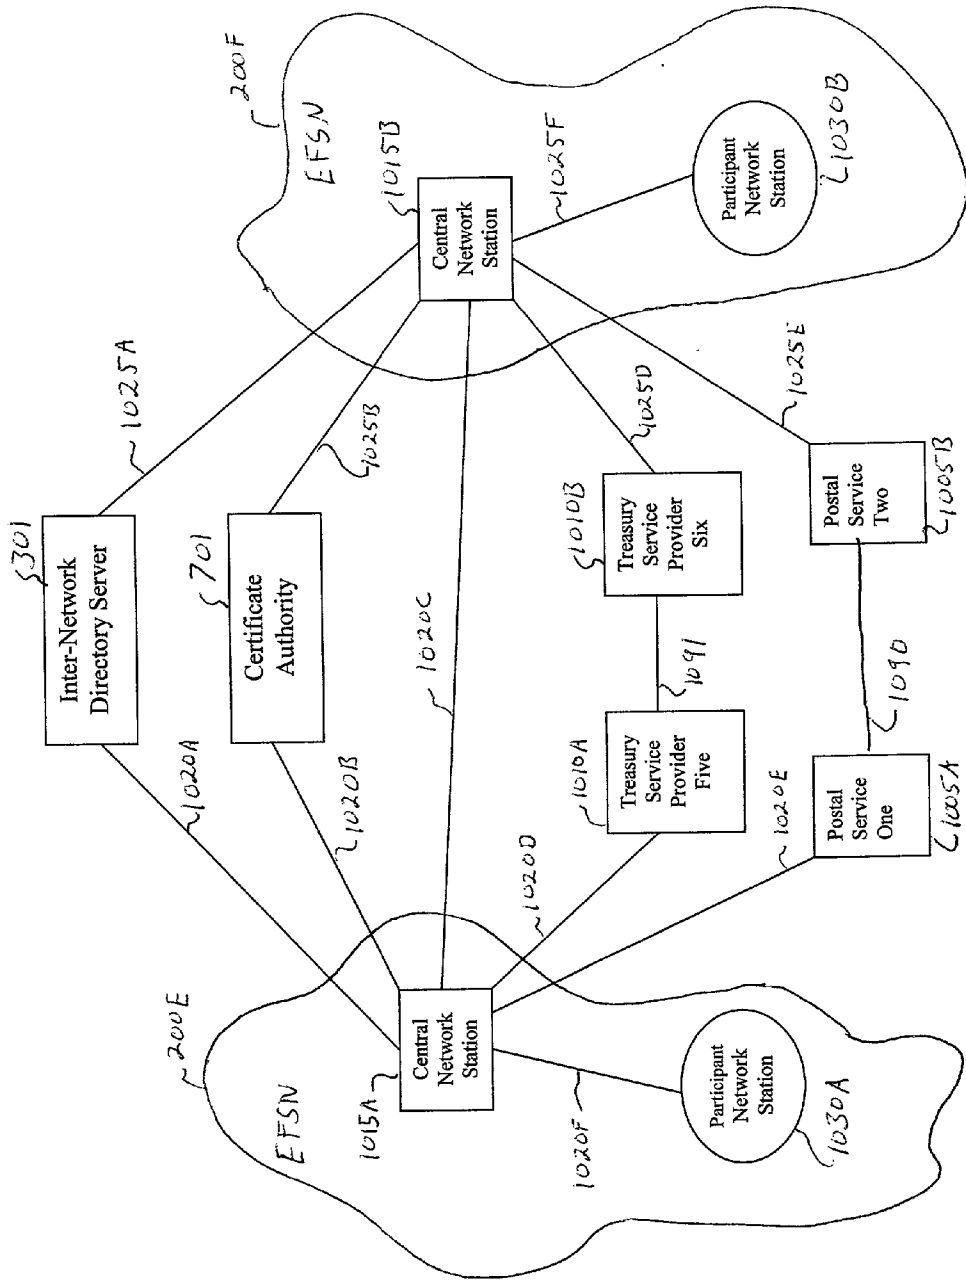 200E
EFSN
1015A
Central
Network
Station
1020F
Participant
Network
Station
1030A
1020A
1020B
1020C
1020D
1020E
301
Inter-Network
Directory Server
701
Certificate
Authority
1010A
Treasury
Service
Provider
Five
1091
1010B
Treasury
Service
Provider
Six
Postal
Service
One
1005A
1090
Postal
Service
Two
1005B
1025A
1025B
1025D
1025E
200F
EFSN
1015B
Central
Network
Station
1025F
Participant
Network
Station
1030B